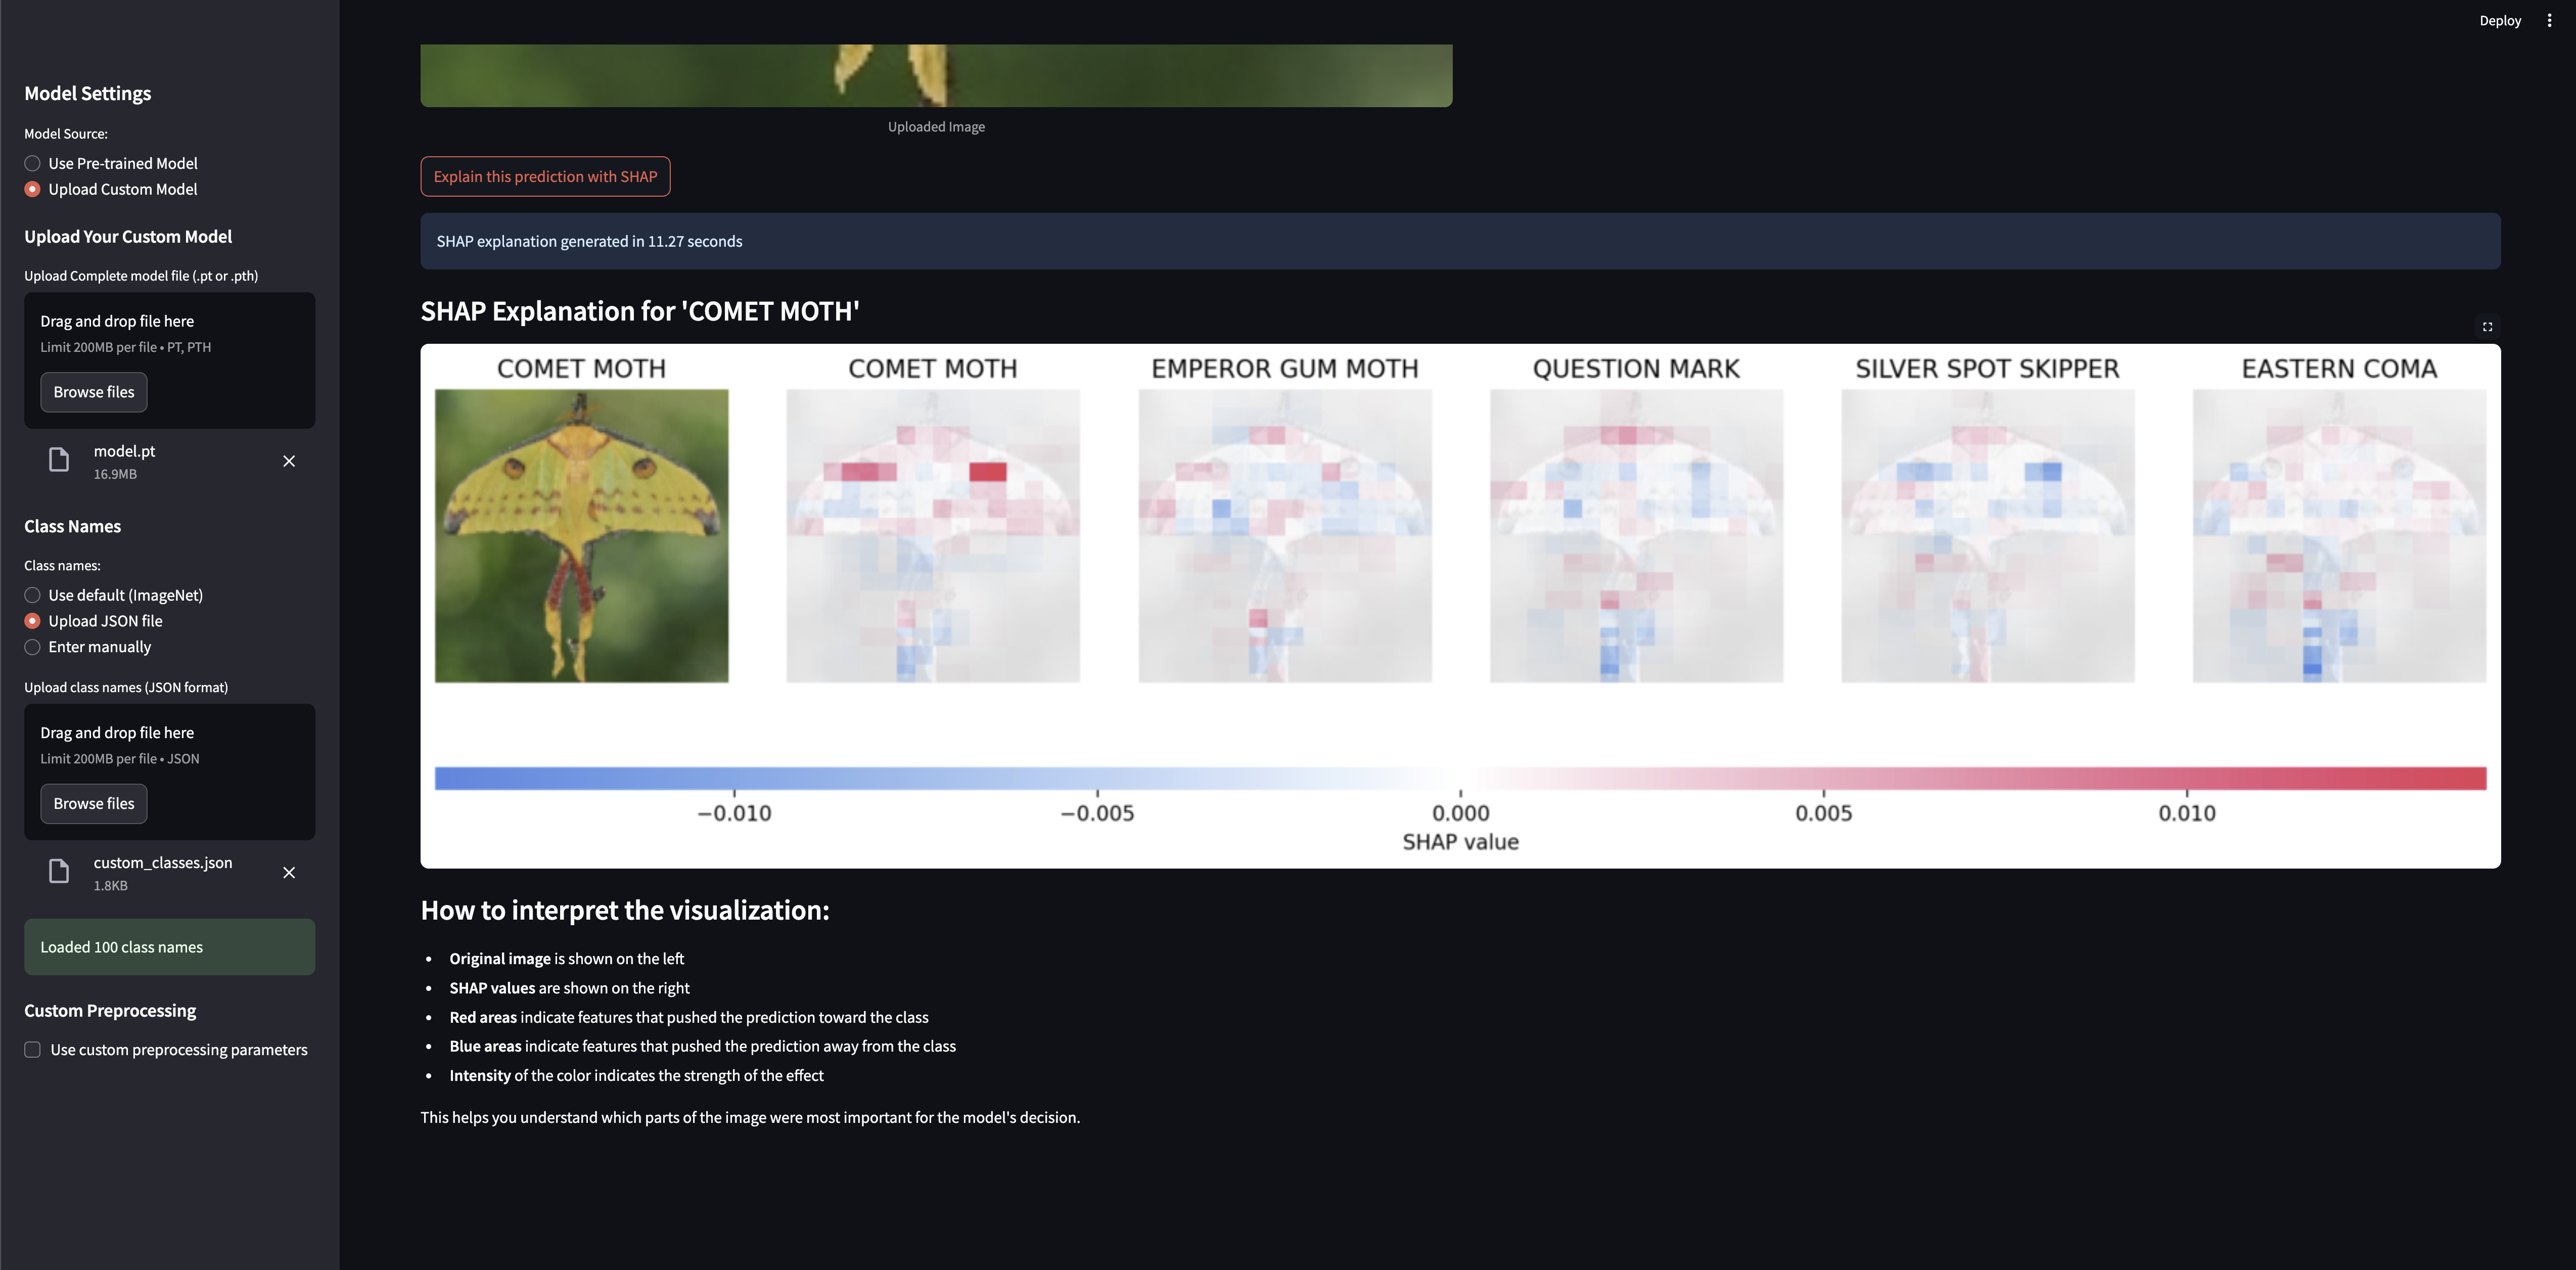 Deploy
Model Settings
Model Source:
Use Pre-trained Model
Upload Custom Model
Upload Your Custom Model
Upload Complete model file (.pt or .pth)
Drag and drop file here
Limit 200MB per file • PT, PTH
Browse files
model.pt
16.9MB
Class Names
Class names:
Use default (ImageNet)
Upload JSON file
Enter manually
Upload class names (JSON format)
Drag and drop file here
Limit 200MB per file • JSON
Browse files
custom_classes.json
1.8KB
Loaded 100 class names
Custom Preprocessing
Use custom preprocessing parameters
Uploaded Image
Explain this prediction with SHAP
SHAP explanation generated in 11.27 seconds
SHAP Explanation for 'COMET MOTH'
COMET MOTH COMET MOTH EMPEROR GUM MOTH QUESTION MARK SILVER SPOT SKIPPER EASTERN COMA
−0.010 −0.005 0.000 0.005 0.010
SHAP value
How to interpret the visualization:
• Original image is shown on the left
• SHAP values are shown on the right
• Red areas indicate features that pushed the prediction toward the class
• Blue areas indicate features that pushed the prediction away from the class
• Intensity of the color indicates the strength of the effect
This helps you understand which parts of the image were most important for the model's decision.